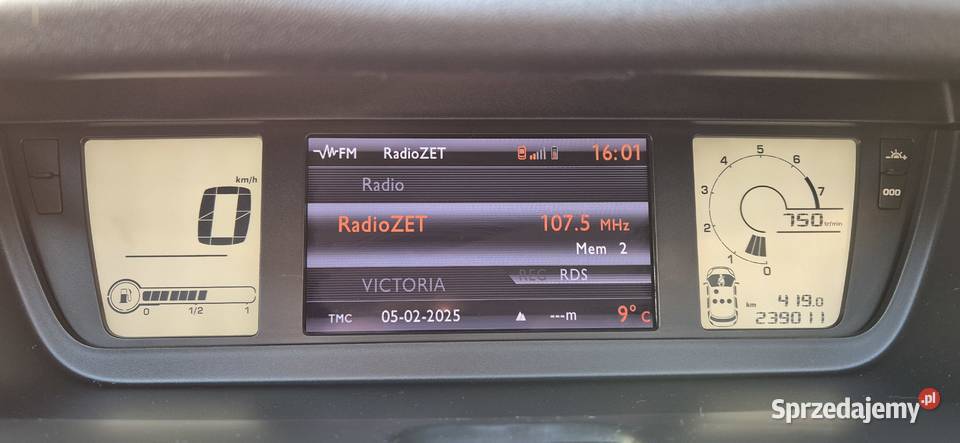 km/h
0
0 1/2 1
FM RadioZET 16:01
Radio
RadioZET 107.5 MHz
Mem 2
REG RDS
VICTORIA
TMC 05-02-2025 ---m 9° C
0 1 2 3 4 5 6 7
750 tr/min
km 419.0
239011
Sprzedajemy.pl